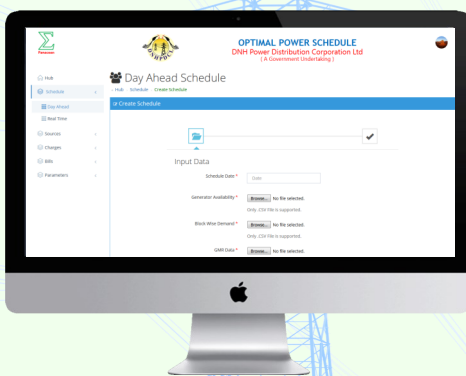 OPTIMAL POWER SCHEDULE
DNH Power Distribution Corporation Ltd
( A Government Undertaking )
DNHPDCL
Hub
Schedule
Day Ahead
Real Time
Sources
Charges
Bills
Parameters
Day Ahead Schedule
Hub Schedule Create Schedule
Create Schedule
Input Data
Schedule Date *
Date
Generator Availability *
Browse... No file selected.
Only .CSV File is supported.
Block Wise Demand *
Browse... No file selected.
Only .CSV File is supported.
GMR Data *
Browse... No file selected.